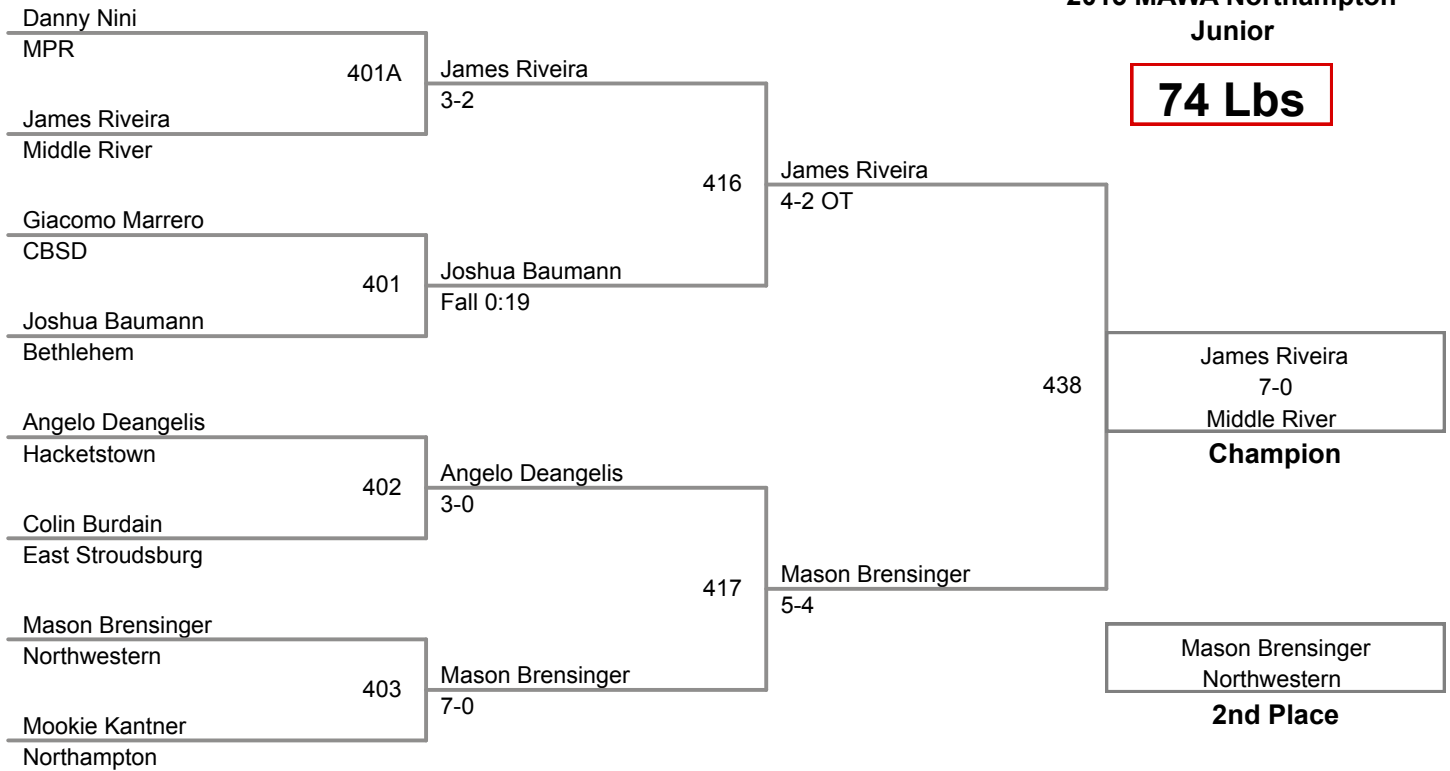 MAWA Northampton
Junior
74 Lbs
Danny Nini
MPR
401A
James Riveira
Middle River
James Riveira
3-2
Giacomo Marrero
CBSD
401
Joshua Baumann
Bethlehem
Joshua Baumann
Fall 0:19
416
James Riveira
4-2 OT
Angelo Deangelis
Hacketstown
402
Colin Burdain
East Stroudsburg
Angelo Deangelis
3-0
Mason Brensinger
Northwestern
403
Mookie Kantner
Northampton
Mason Brensinger
7-0
417
Mason Brensinger
5-4
438
James Riveira
7-0
Middle River
Champion
Mason Brensinger
Northwestern
2nd Place